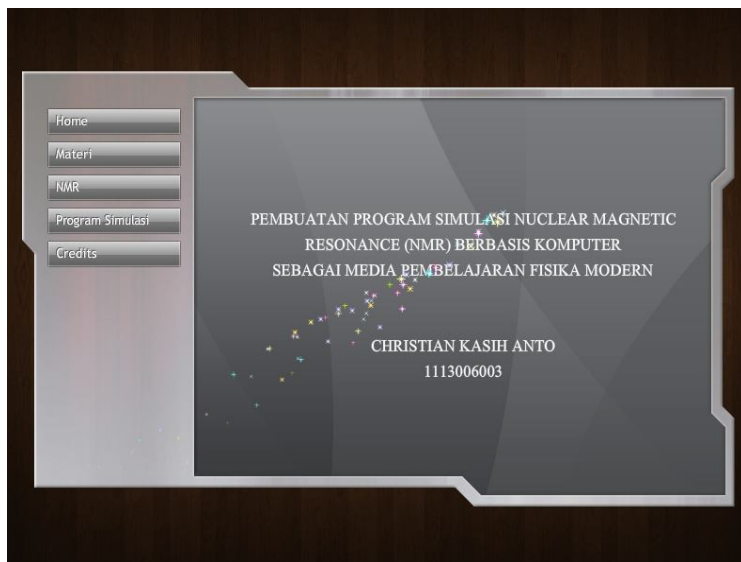 Home
Materi
NMR
Program Simulasi
Credits
PEMBUATAN PROGRAM SIMULASI NUCLEAR MAGNETIC
RESONANCE (NMR) BERBASIS KOMPUTER
SEBAGAI MEDIA PEMBELAJARAN FISIKA MODERN
CHRISTIAN KASIH ANTO
1113006003